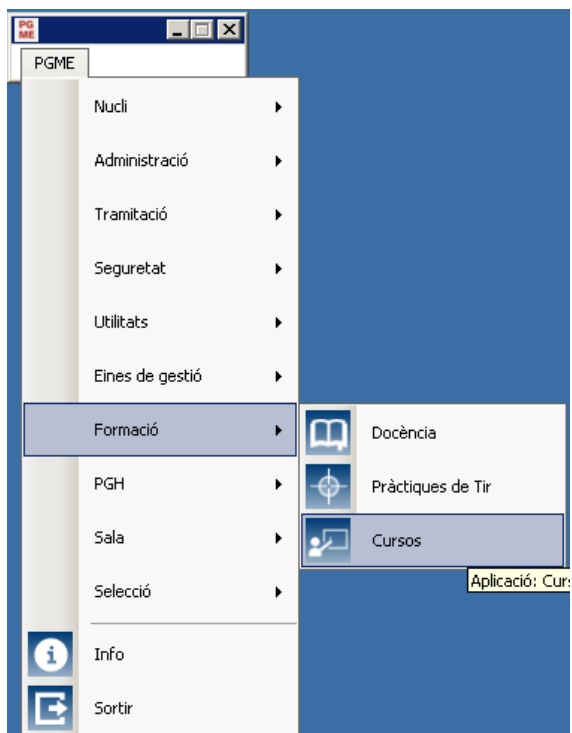 PG
ME
PGME
Nucli
Administració
Tramitació
Seguretat
Utilitats
Eines de gestió
Formació
Docència
PGH
Pràctiques de Tir
Sala
Cursos
Aplicació: Curs
Selecció
Info
Sortir